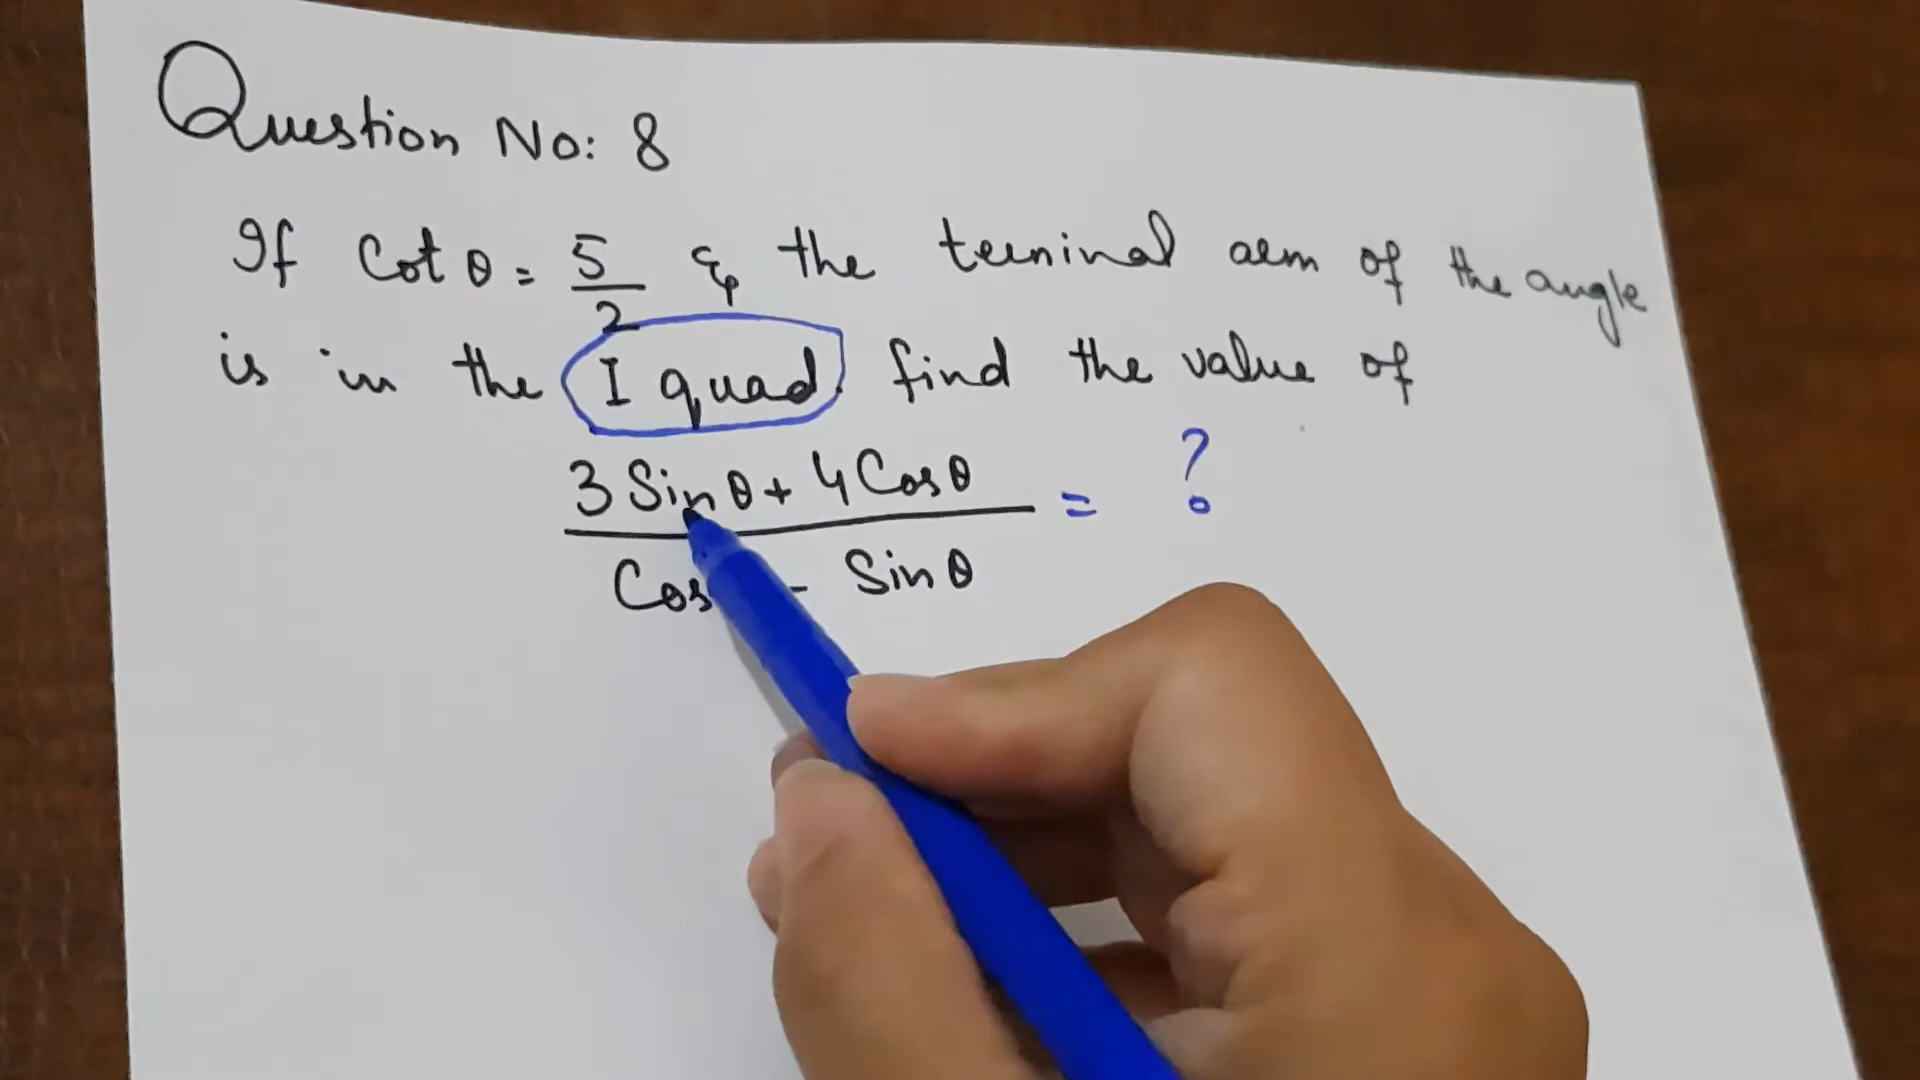 Question No: 8
If Cot θ = 5/2 & the terminal arm of the angle
is in the I quad. find the value of
3 Sin θ + 4 Cos θ = ?
Cos - Sin θ